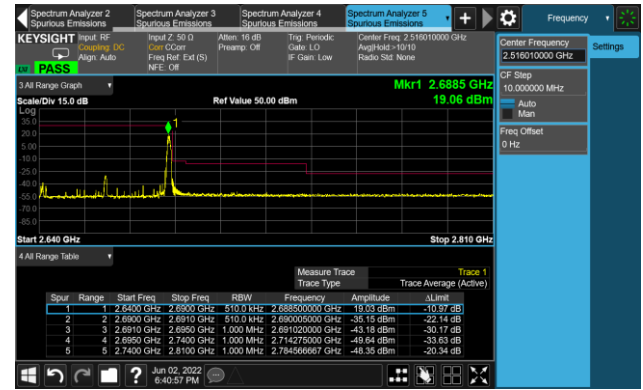 Spectrum Analyzer 2
Spurious Emissions
Spectrum Analyzer 3
Spurious Emissions
Spectrum Analyzer 4
Spurious Emissions
Spectrum Analyzer 5
Spurious Emissions
Frequency
KEYSIGHT
Input: RF
Coupling: DC
Align: Auto
Input Z: 50 Ω
Corr CCorr
Freq Ref: Ext (S)
NFE: Off
Atten: 16 dB
Preamp: Off
Trig: Periodic
Gate: LO
IF Gain: Low
Center Freq: 2.516010000 GHz
Avg|Hold:>10/10
Radio Std: None
PASS
Center Frequency
2.516010000 GHz
Settings
CF Step
10.000000 MHz
Auto
Man
Freq Offset
0 Hz
3 All Range Graph
Mkr1 2.6885 GHz
Scale/Div 15.0 dB
Ref Value 50.00 dBm
19.06 dBm
Log
35.0
20.0
5.00
-10.0
-25.0
-40.0
-55.0
-70.0
-85.0
1
Start 2.640 GHz
Stop 2.810 GHz
4 All Range Table
Measure Trace Trace 1
Trace Type Trace Average (Active)
Spur Range Start Freq Stop Freq RBW Frequency Amplitude ΔLimit
1 1 2.6400 GHz 2.6900 GHz 510.0 kHz 2.688500000 GHz 19.03 dBm -10.97 dB
2 2 2.6900 GHz 2.6910 GHz 510.0 kHz 2.690005000 GHz -35.15 dBm -22.14 dB
3 3 2.6910 GHz 2.6950 GHz 1.000 MHz 2.691020000 GHz -43.18 dBm -30.17 dB
4 4 2.6950 GHz 2.7400 GHz 1.000 MHz 2.714275000 GHz -49.64 dBm -33.63 dB
5 5 2.7400 GHz 2.8100 GHz 1.000 MHz 2.784566667 GHz -48.35 dBm -20.34 dB
?
Jun 02, 2022
6:40:57 PM